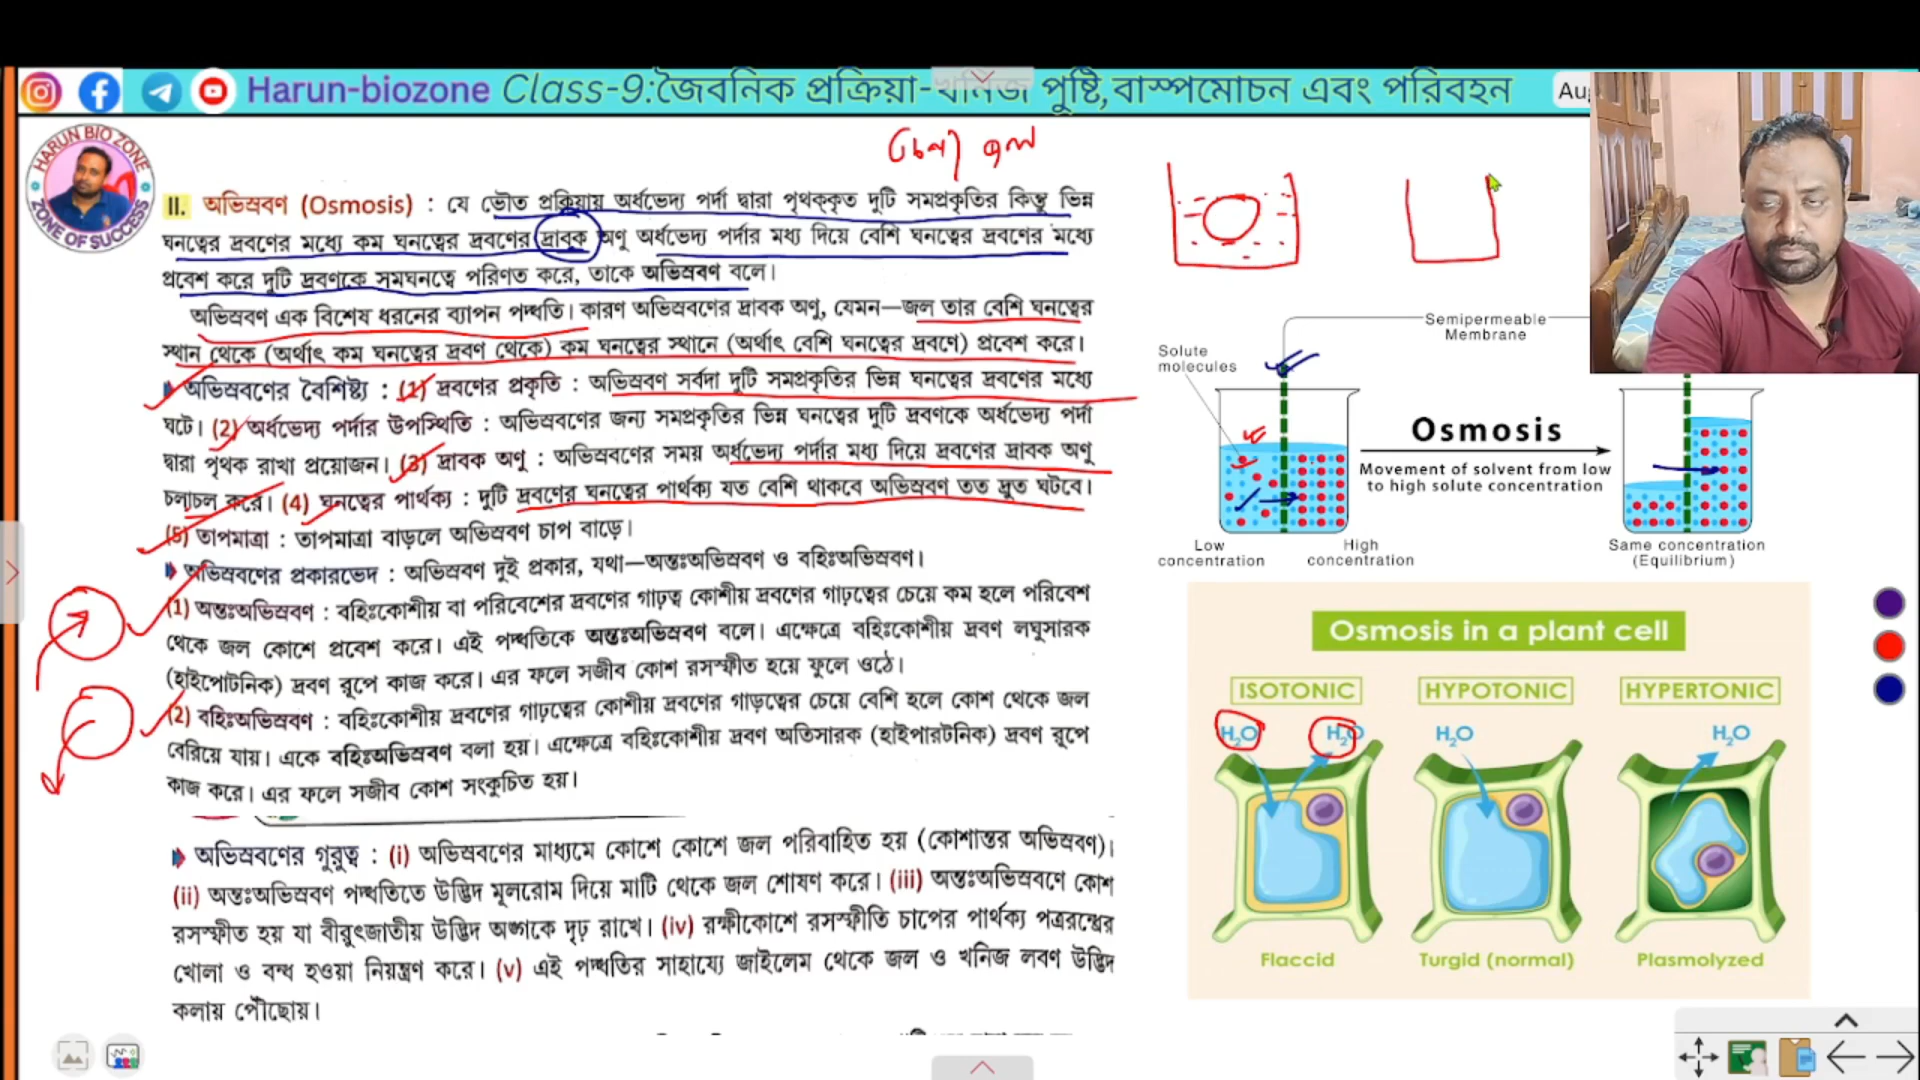 Harun-biozone Class-9:জৈবনিক প্রক্রিয়া-খনিজ পুষ্টি,বাস্পমোচন এবং পরিবহন
HARUN BIO ZONE
ZONE OF SUCCESS
জল
II. অভিস্রবণ (Osmosis) : যে ভৌত প্রক্রিয়ায় অর্ধভেদ্য পর্দা দ্বারা পৃথক্‌কৃত দুটি সমপ্রকৃতির কিন্তু ভিন্ন
ঘনত্বের দ্রবণের মধ্যে কম ঘনত্বের দ্রবণের দ্রাবক অণু অর্ধভেদ্য পর্দার মধ্য দিয়ে বেশি ঘনত্বের দ্রবণের মধ্যে
প্রবেশ করে দুটি দ্রবণকে সমঘনত্বে পরিণত করে, তাকে অভিস্রবণ বলে।
অভিস্রবণ এক বিশেষ ধরনের ব্যাপন পদ্ধতি। কারণ অভিস্রবণের দ্রাবক অণু, যেমন—জল তার বেশি ঘনত্বের
স্থান থেকে (অর্থাৎ কম ঘনত্বের দ্রবণ থেকে) কম ঘনত্বের স্থানে (অর্থাৎ বেশি ঘনত্বের দ্রবণে) প্রবেশ করে।
অভিস্রবণের বৈশিষ্ট্য : (1) দ্রবণের প্রকৃতি : অভিস্রবণ সর্বদা দুটি সমপ্রকৃতির ভিন্ন ঘনত্বের দ্রবণের মধ্যে
ঘটে। (2) অর্ধভেদ্য পর্দার উপস্থিতি : অভিস্রবণের জন্য সমপ্রকৃতির ভিন্ন ঘনত্বের দুটি দ্রবণকে অর্ধভেদ্য পর্দা
দ্বারা পৃথক রাখা প্রয়োজন। (3) দ্রাবক অণু : অভিস্রবণের সময় অর্ধভেদ্য পর্দার মধ্য দিয়ে দ্রবণের দ্রাবক অণু
চলাচল করে। (4) ঘনত্বের পার্থক্য : দুটি দ্রবণের ঘনত্বের পার্থক্য যত বেশি থাকবে অভিস্রবণ তত দ্রুত ঘটবে।
(5) তাপমাত্রা : তাপমাত্রা বাড়লে অভিস্রবণ চাপ বাড়ে।
অভিস্রবণের প্রকারভেদ : অভিস্রবণ দুই প্রকার, যথা—অন্তঃঅভিস্রবণ ও বহিঃঅভিস্রবণ।
(1) অন্তঃঅভিস্রবণ : বহিঃকোশীয় বা পরিবেশের দ্রবণের গাঢ়ত্ব কোশীয় দ্রবণের গাঢ়ত্বের চেয়ে কম হলে পরিবেশ
থেকে জল কোশে প্রবেশ করে। এই পদ্ধতিকে অন্তঃঅভিস্রবণ বলে। এক্ষেত্রে বহিঃকোশীয় দ্রবণ লঘুসারক
(হাইপোটনিক) দ্রবণ রূপে কাজ করে। এর ফলে সজীব কোশ রসস্ফীত হয়ে ফুলে ওঠে।
(2) বহিঃঅভিস্রবণ : বহিঃকোশীয় দ্রবণের গাঢ়ত্বের কোশীয় দ্রবণের গাড়ত্বের চেয়ে বেশি হলে কোশ থেকে জল
বেরিয়ে যায়। একে বহিঃঅভিস্রবণ বলা হয়। এক্ষেত্রে বহিঃকোশীয় দ্রবণ অতিসারক (হাইপারটনিক) দ্রবণ রূপে
কাজ করে। এর ফলে সজীব কোশ সংকুচিত হয়।
অভিস্রবণের গুরুত্ব : (i) অভিস্রবণের মাধ্যমে কোশে কোশে জল পরিবাহিত হয় (কোশান্তর অভিস্রবণ)।
(ii) অন্তঃঅভিস্রবণ পদ্ধতিতে উদ্ভিদ মূলরোম দিয়ে মাটি থেকে জল শোষণ করে। (iii) অন্তঃঅভিস্রবণে কোশ
রসস্ফীত হয় যা বীরুৎজাতীয় উদ্ভিদ অঙ্গকে দৃঢ় রাখে। (iv) রক্ষীকোশে রসস্ফীতি চাপের পার্থক্য পত্ররন্ধ্রের
খোলা ও বন্ধ হওয়া নিয়ন্ত্রণ করে। (v) এই পদ্ধতির সাহায্যে জাইলেম থেকে জল ও খনিজ লবণ উদ্ভিদ
কলায় পৌঁছোয়।
Semipermeable
Membrane
Solute
molecules
Osmosis
Movement of solvent from low
to high solute concentration
Low
concentration
High
concentration
Same concentration
(Equilibrium)
Osmosis in a plant cell
ISOTONIC HYPOTONIC HYPERTONIC
H₂O H₂O H₂O H₂O
Flaccid Turgid (normal) Plasmolyzed